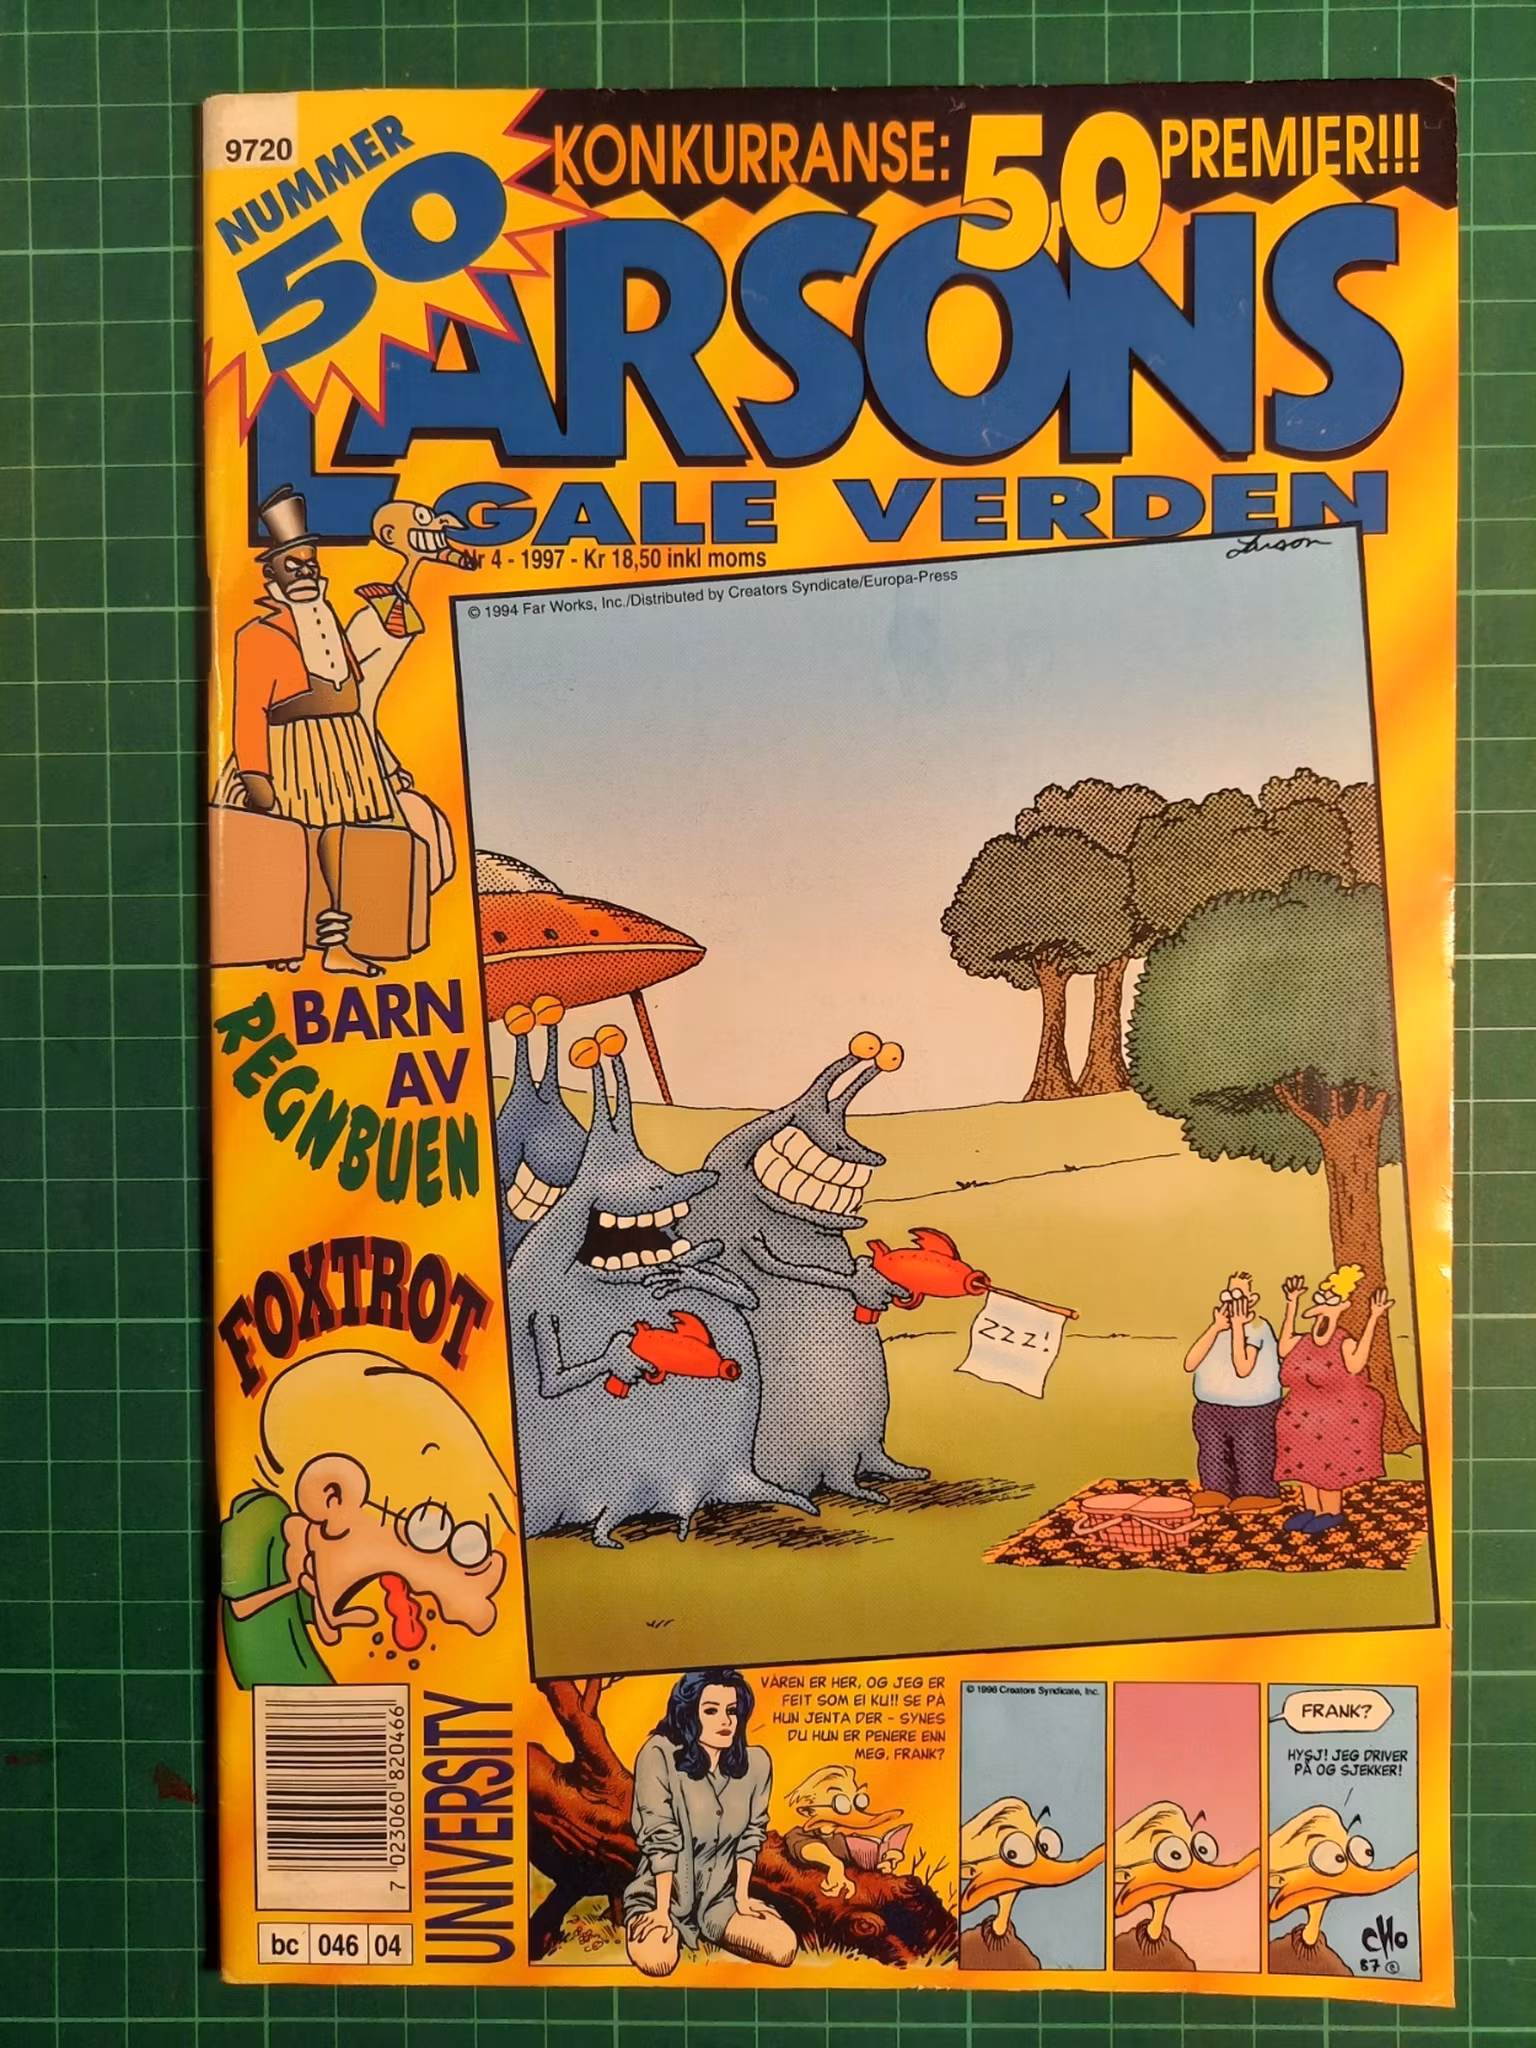 9720
NUMMER
50
KONKURRANSE: 50 PREMIER!!!
LARSONS
GALE VERDEN
Nr 4 - 1997 - Kr 18,50 inkl moms
Larson
© 1994 Far Works, Inc./Distributed by Creators Syndicate/Europa-Press
BARN
AV
REGNBUEN
FOXTROT
ZZZ!
UNIVERSITY
VÅREN ER HER, OG JEG ER
FEIT SOM EI KU!! SE PÅ
HUN JENTA DER - SYNES
DU HUN ER PENERE ENN
MEG, FRANK?
© 1996 Creators Syndicate, Inc.
FRANK?
HYSJ! JEG DRIVER
PÅ OG SJEKKER!
CHO
87 ®
7 023060 820466
bc 046 04